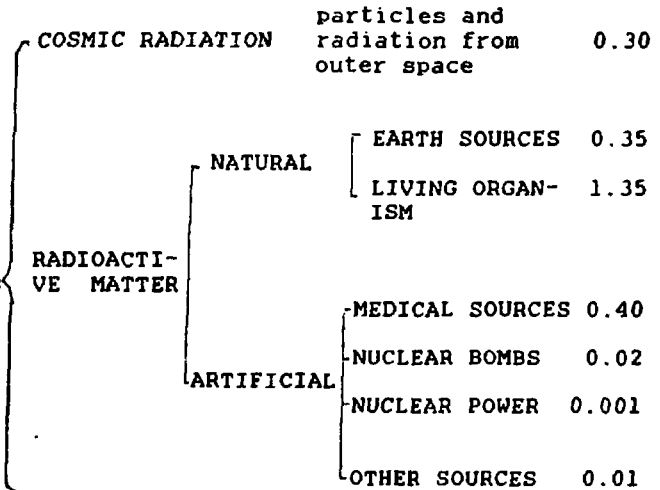 COSMIC RADIATION particles and radiation from outer space 0.30
NATURAL
EARTH SOURCES 0.35
LIVING ORGAN-
ISM 1.35
RADIOACTI-
VE MATTER
ARTIFICIAL
MEDICAL SOURCES 0.40
NUCLEAR BOMBS 0.02
NUCLEAR POWER 0.001
OTHER SOURCES 0.01